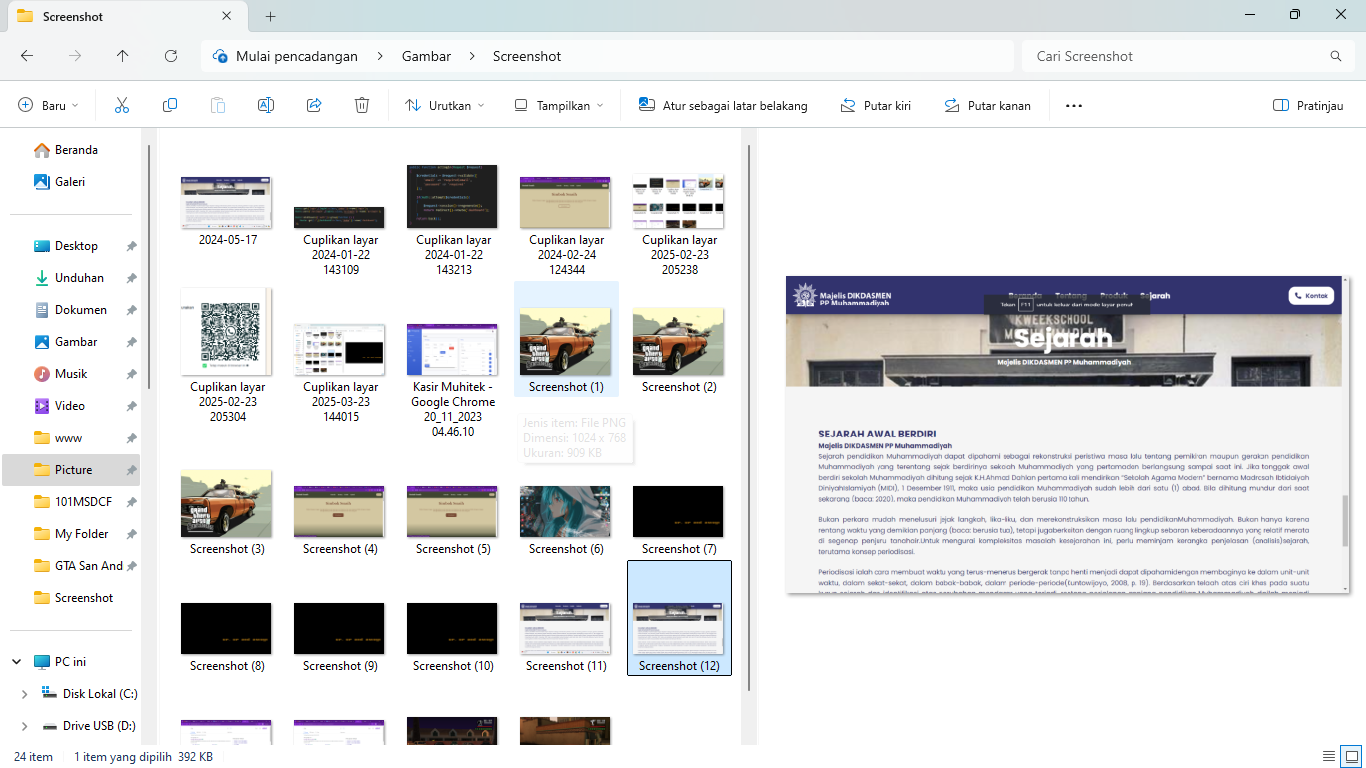 Screenshot
Mulai pencadangan
Gambar
Screenshot
Cari Screenshot
Baru
Urutkan
Tampilkan
Atur sebagai latar belakang
Putar kiri
Putar kanan
Pratinjau
Beranda
Galeri
Desktop
Unduhan
Dokumen
Gambar
Musik
Video
www
Picture
101MSDCF
My Folder
GTA San And
Screenshot
PC ini
Disk Lokal (C:)
Drive USB (D:)
2024-05-17
Cuplikan layar
2024-01-22
143109
Cuplikan layar
2024-01-22
143213
Cuplikan layar
2024-02-24
124344
Cuplikan layar
2025-02-23
205238
Cuplikan layar
2025-02-23
205304
Cuplikan layar
2025-03-23
144015
Kasir Muhitek -
Google Chrome
20_11_2023
04.46.10
Screenshot (1)
Screenshot (2)
Jenis item: File PNG
Dimensi: 1024 x 768
Ukuran: 909 KB
Screenshot (3)
Screenshot (4)
Screenshot (5)
Screenshot (6)
Screenshot (7)
Screenshot (8)
Screenshot (9)
Screenshot (10)
Screenshot (11)
Screenshot (12)
Majelis DIKDASMEN
PP Muhammadiyah
Beranda Tentang Produk Sejarah
Kontak
Tekan F11 untuk keluar dari mode layar penuh
KWEEKSCHOOL
Sejarah
Majelis DIKDASMEN PP Muhammadiyah
SEJARAH AWAL BERDIRI
Majelis DIKDASMEN PP Muhammadiyah
Sejarah pendidikan Muhammadiyah dapat dipahami sebagai rekonstruksi peristiwa masa lalu tentang pemikiran maupun gerakan pendidikan
Muhammadiyah yang terentang sejak berdirinya sekolah Muhammadiyah yang pertamadan berlangsung sampai saat ini. Jika tonggak awal
berdiri sekolah Muhammadiyah dihitung sejak K.H.Ahmad Dahlan pertama kali mendirikan "Sekolah Agama Modern" bernama Madrasah Ibtidaiyah
DiniyahIslamiyah (MIDI), 1 Desember 1911, maka usia pendidikan Muhammadiyah sudah lebih dari satu (1) abad. Bila dihitung mundur dari saat
sekarang (baca: 2020), maka pendidikan Muhammadiyah telah berusia 110 tahun.
Bukan perkara mudah menelusuri jejak langkah, lika-liku, dan merekonstruksikan masa lalu pendidikanMuhammadiyah. Bukan hanya karena
rentang waktu yang demikian panjang (baca: berusia tua), tetapi jugaberkaitan dengan ruang lingkup sebaran keberadaannya yang relatif merata
di segenap penjuru tanahair.Untuk mengurai kompleksitas masalah kesejarahan ini, perlu meminjam kerangka penjelasan (analisis)sejarah,
terutama konsep periodisasi.
Periodisasi ialah cara membuat waktu yang terus-menerus bergerak tanpa henti menjadi dapat dipahamidengan membaginya ke dalam unit-unit
waktu, dalam sekat-sekat, dalam babak-babak, dalam periode-periode(tuntowijoyo, 2008, p. 19). Berdasarkan telaah atas ciri khas pada suatu
24 item
1 item yang dipilih 392 KB